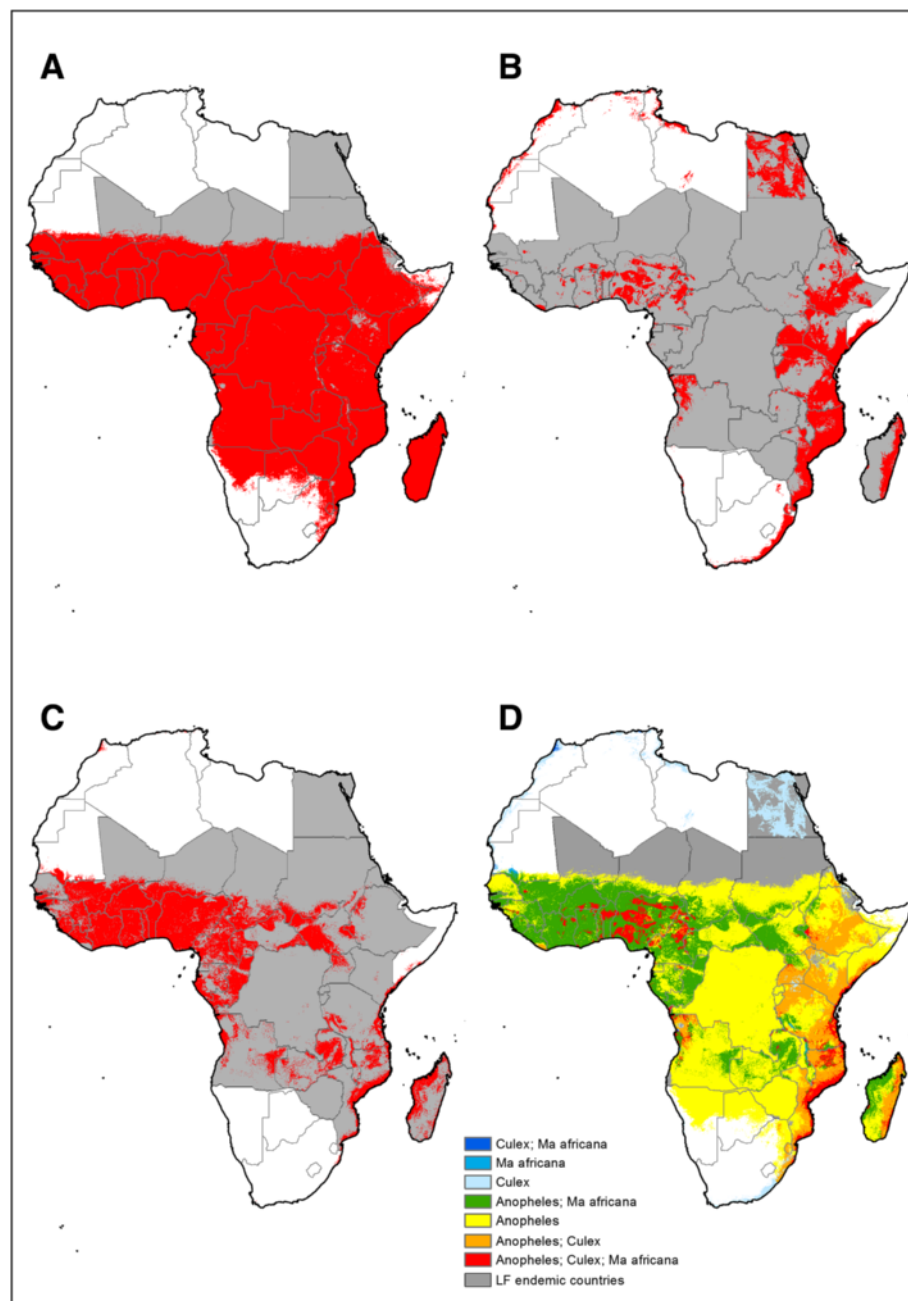 A
B
C
D
Culex; Ma africana
Ma africana
Culex
Anopheles; Ma africana
Anopheles
Anopheles; Culex
Anopheles; Culex; Ma africana
LF endemic countries